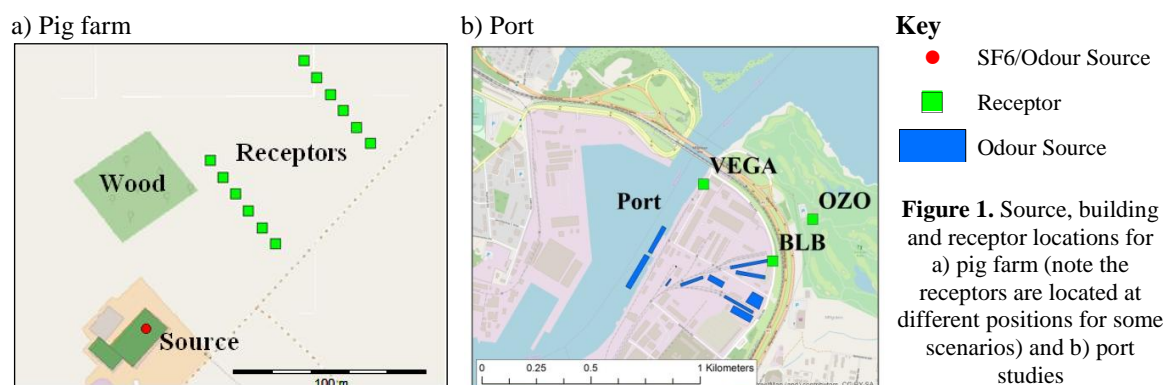 a) Pig farm
Wood
Receptors
Source
100 m
b) Port
Port
VEGA
OZO
BLB
0 0.25 0.5 1 Kilometers
Key
SF6/Odour Source
Receptor
Odour Source
Figure 1. Source, building
and receptor locations for
a) pig farm (note the
receptors are located at
different positions for some
scenarios) and b) port
studies